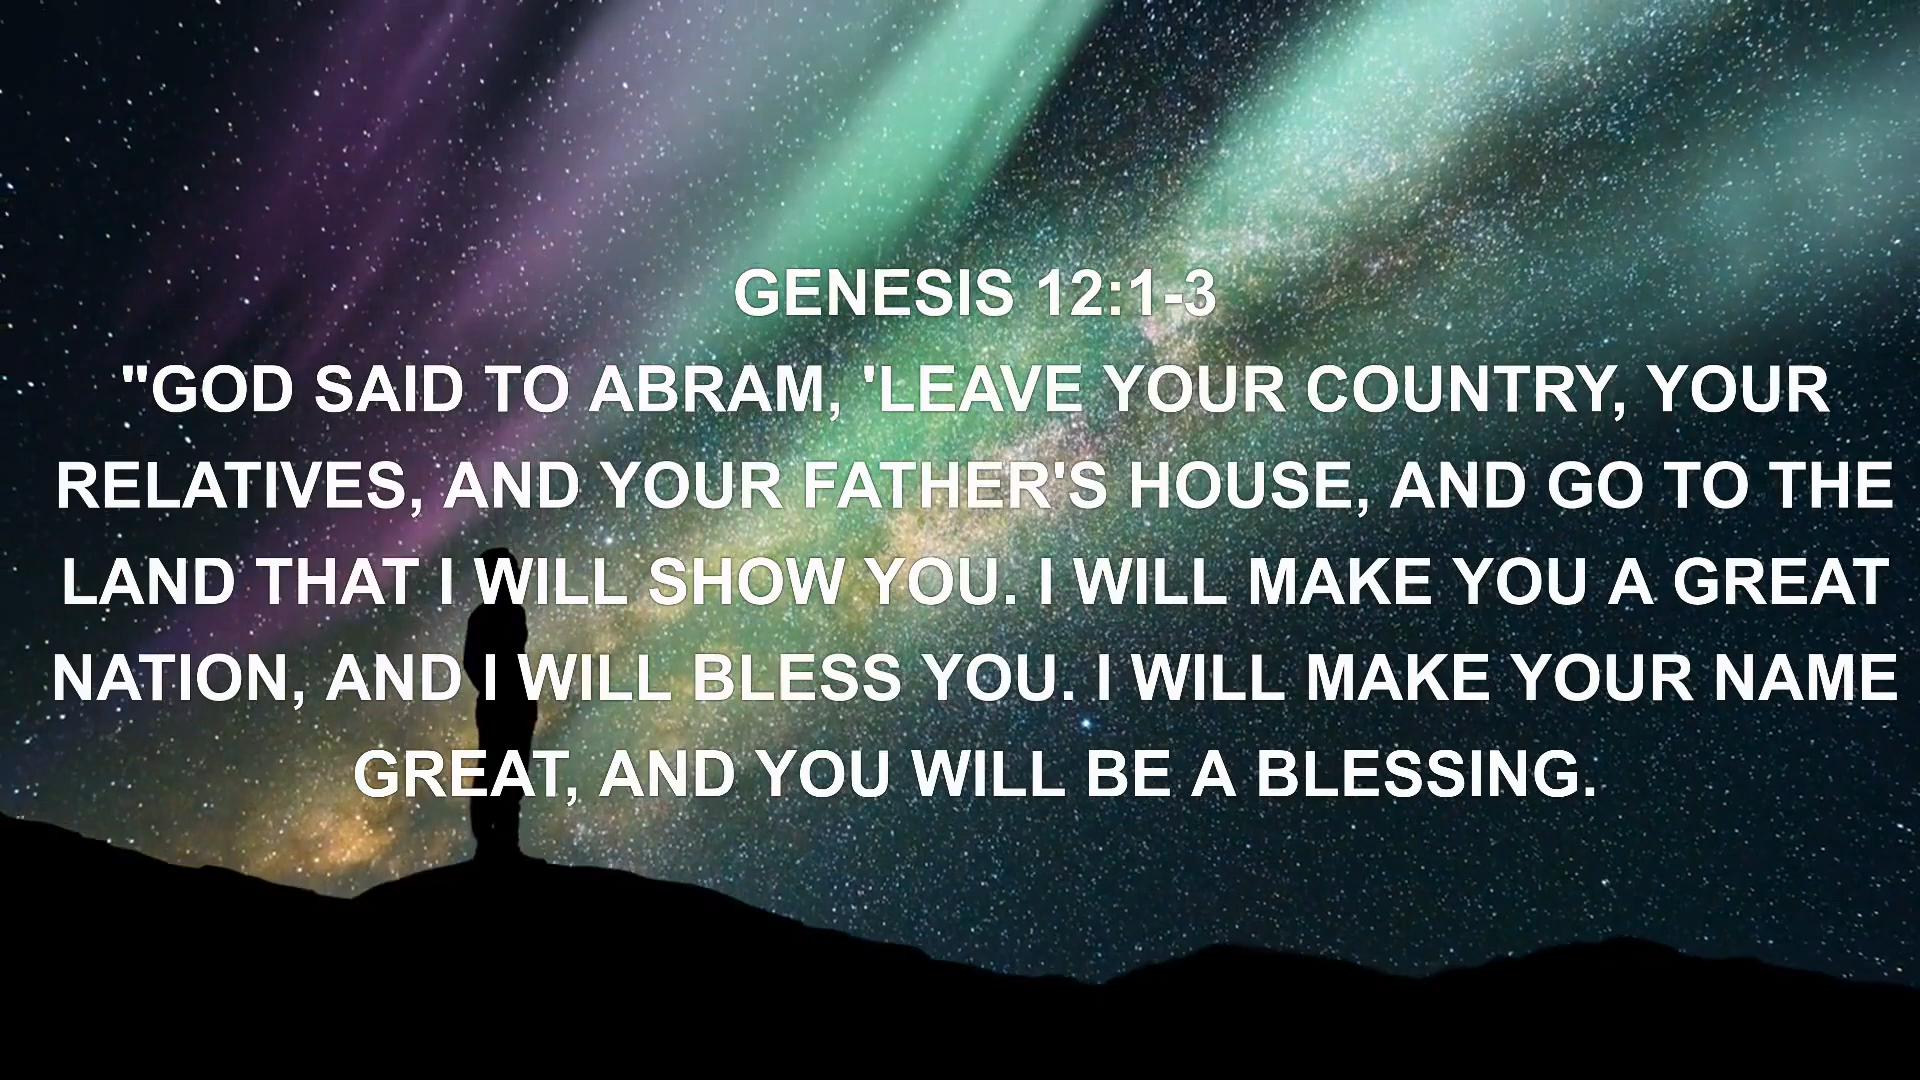 GENESIS 12:1-3
"GOD SAID TO ABRAM, 'LEAVE YOUR COUNTRY, YOUR
RELATIVES, AND YOUR FATHER'S HOUSE, AND GO TO THE
LAND THAT I WILL SHOW YOU. I WILL MAKE YOU A GREAT
NATION, AND I WILL BLESS YOU. I WILL MAKE YOUR NAME
GREAT, AND YOU WILL BE A BLESSING.